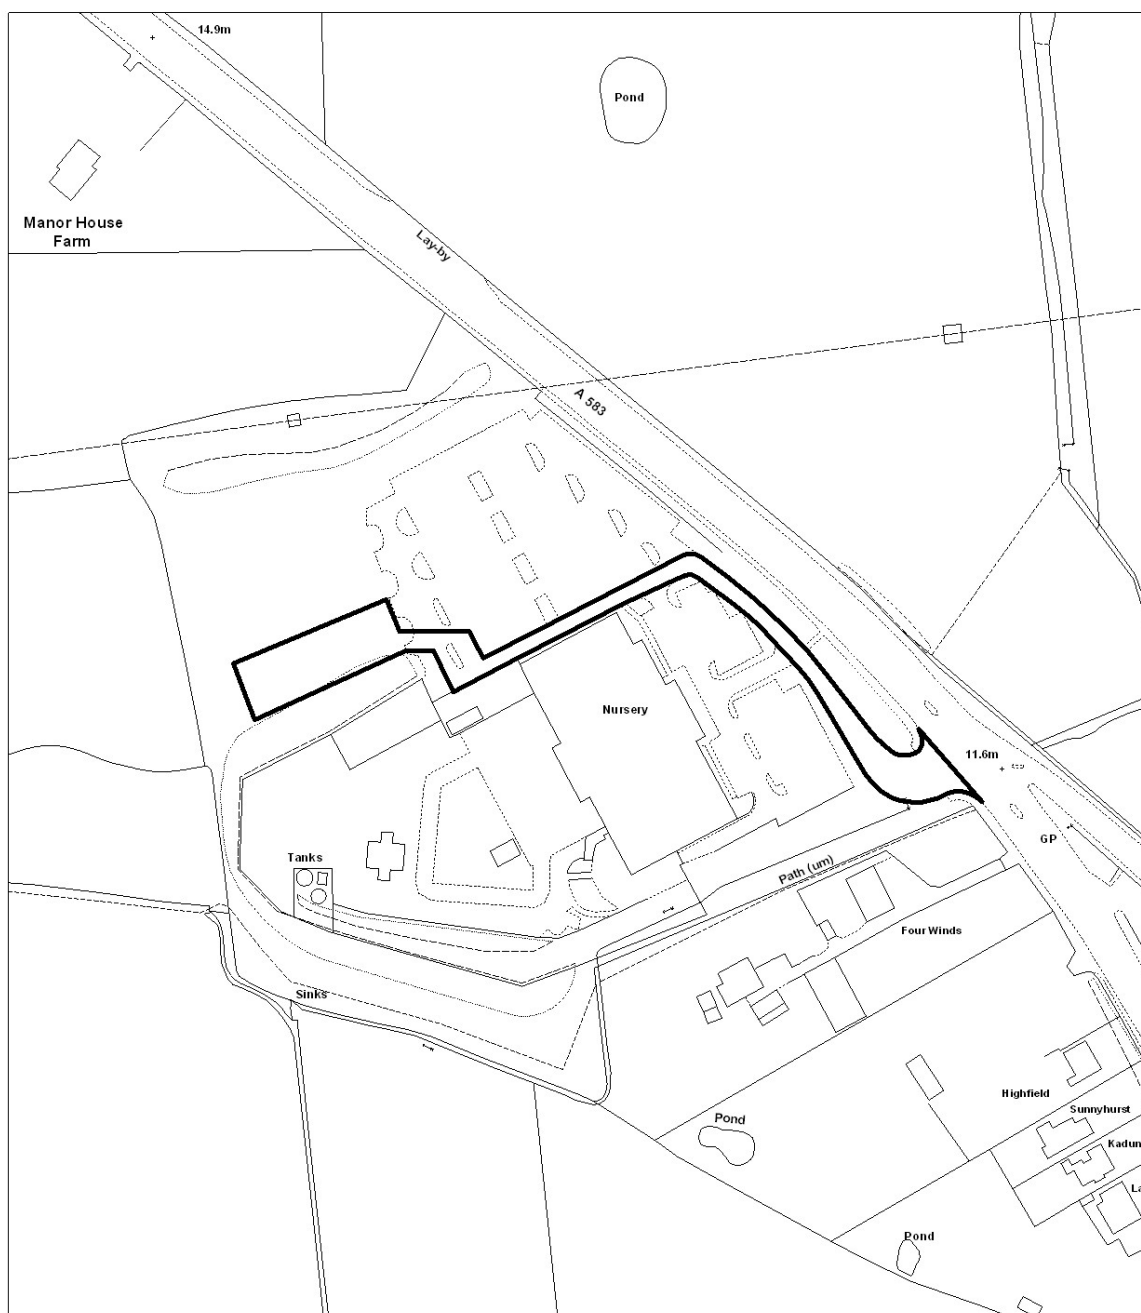 14.9m
Pond
Manor House
Farm
Lay-by
A 583
Nursery
11.6m
GP
Tanks
Path (um)
Four Winds
Sinks
Highfield
Sunnyhurst
Pond
Kadun
La
Pond